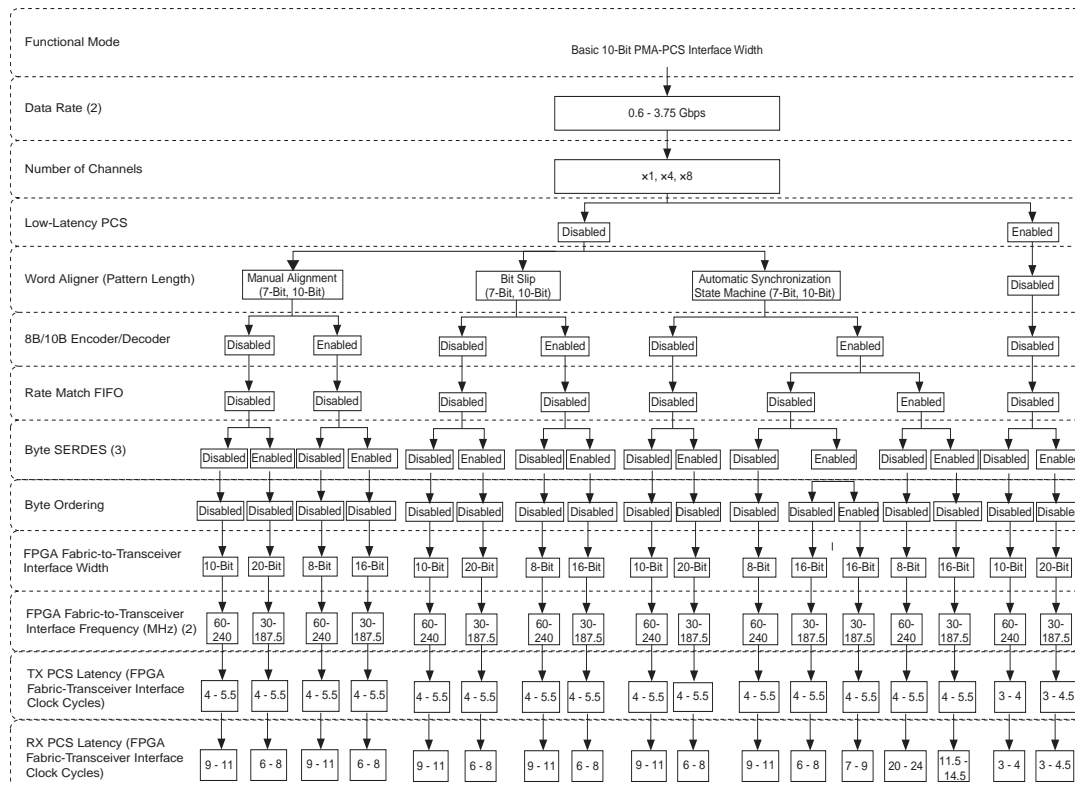 Functional Mode
Basic 10-Bit PMA-PCS Interface Width
Data Rate (2)
0.6 - 3.75 Gbps
Number of Channels
×1, ×4, ×8
Low-Latency PCS
Disabled Enabled
Word Aligner (Pattern Length)
Manual Alignment
(7-Bit, 10-Bit)
Bit Slip
(7-Bit, 10-Bit)
Automatic Synchronization
State Machine (7-Bit, 10-Bit)
Disabled
8B/10B Encoder/Decoder
Disabled Enabled Disabled Enabled Disabled Enabled Disabled
Rate Match FIFO
Disabled Disabled Disabled Disabled Disabled Disabled Enabled Disabled
Byte SERDES (3)
Disabled Enabled Disabled Enabled Disabled Enabled Disabled Enabled Disabled Enabled Disabled Enabled Disabled Enabled Disabled Enabled
Byte Ordering
Disabled Disabled Disabled Disabled Disabled Disabled Disabled Disabled Disabled Disabled Disabled Disabled Enabled Disabled Disabled Disabled Disabled
FPGA Fabric-to-Transceiver
Interface Width
10-Bit 20-Bit 8-Bit 16-Bit 10-Bit 20-Bit 8-Bit 16-Bit 10-Bit 20-Bit 8-Bit 16-Bit 16-Bit 8-Bit 16-Bit 10-Bit 20-Bit
FPGA Fabric-to-Transceiver
Interface Frequency (MHz) (2)
60- 30- 60- 30- 60- 30- 60- 30- 60- 30- 60- 30- 30- 60- 30- 60- 30-
240 187.5 240 187.5 240 187.5 240 187.5 240 187.5 240 187.5 187.5 240 187.5 240 187.5
TX PCS Latency (FPGA
Fabric-Transceiver Interface
Clock Cycles)
4 - 5.5 4 - 5.5 4 - 5.5 4 - 5.5 4 - 5.5 4 - 5.5 4 - 5.5 4 - 5.5 4 - 5.5 4 - 5.5 4 - 5.5 4 - 5.5 4 - 5.5 4 - 5.5 4 - 5.5 3 - 4 3 - 4.5
RX PCS Latency (FPGA
Fabric-Transceiver Interface
Clock Cycles)
9 - 11 6 - 8 9 - 11 6 - 8 9 - 11 6 - 8 9 - 11 6 - 8 9 - 11 6 - 8 9 - 11 6 - 8 7 - 9 20 - 24 11.5 - 14.5 3 - 4 3 - 4.5